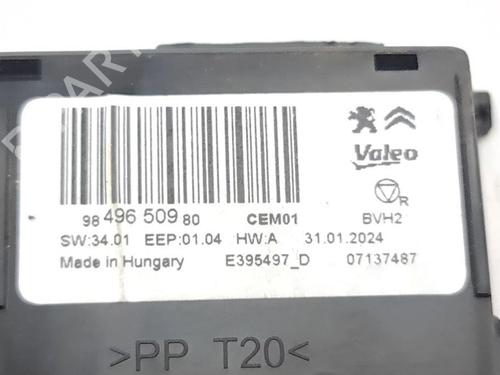 Valeo
R
98 496 509 80 CEM01 BVH2
SW:34.01 EEP:01.04 HW:A 31.01.2024
Made in Hungary E395497_D 07137487
>PP T20<